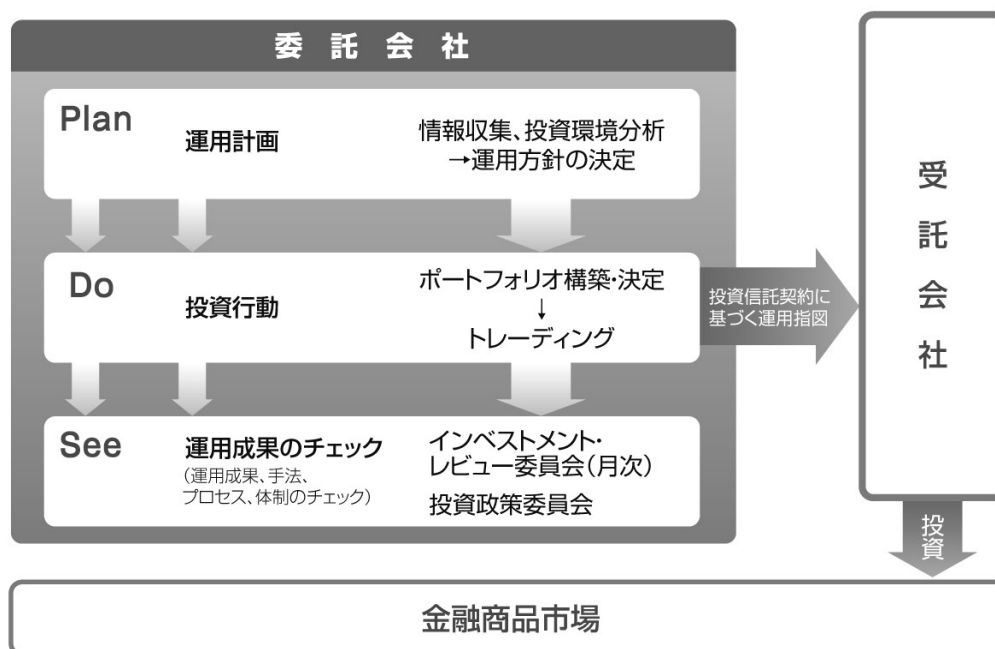 委託会社
Plan
運用計画
情報収集、投資環境分析
→運用方針の決定
Do
投資行動
ポートフォリオ構築・決定
↓
トレーディング
投資信託契約に
基づく運用指図
受託会社
See
運用成果のチェック
(運用成果、手法、
プロセス、体制のチェック)
インベストメント・
レビュー委員会(月次)
投資政策委員会
投資
金融商品市場